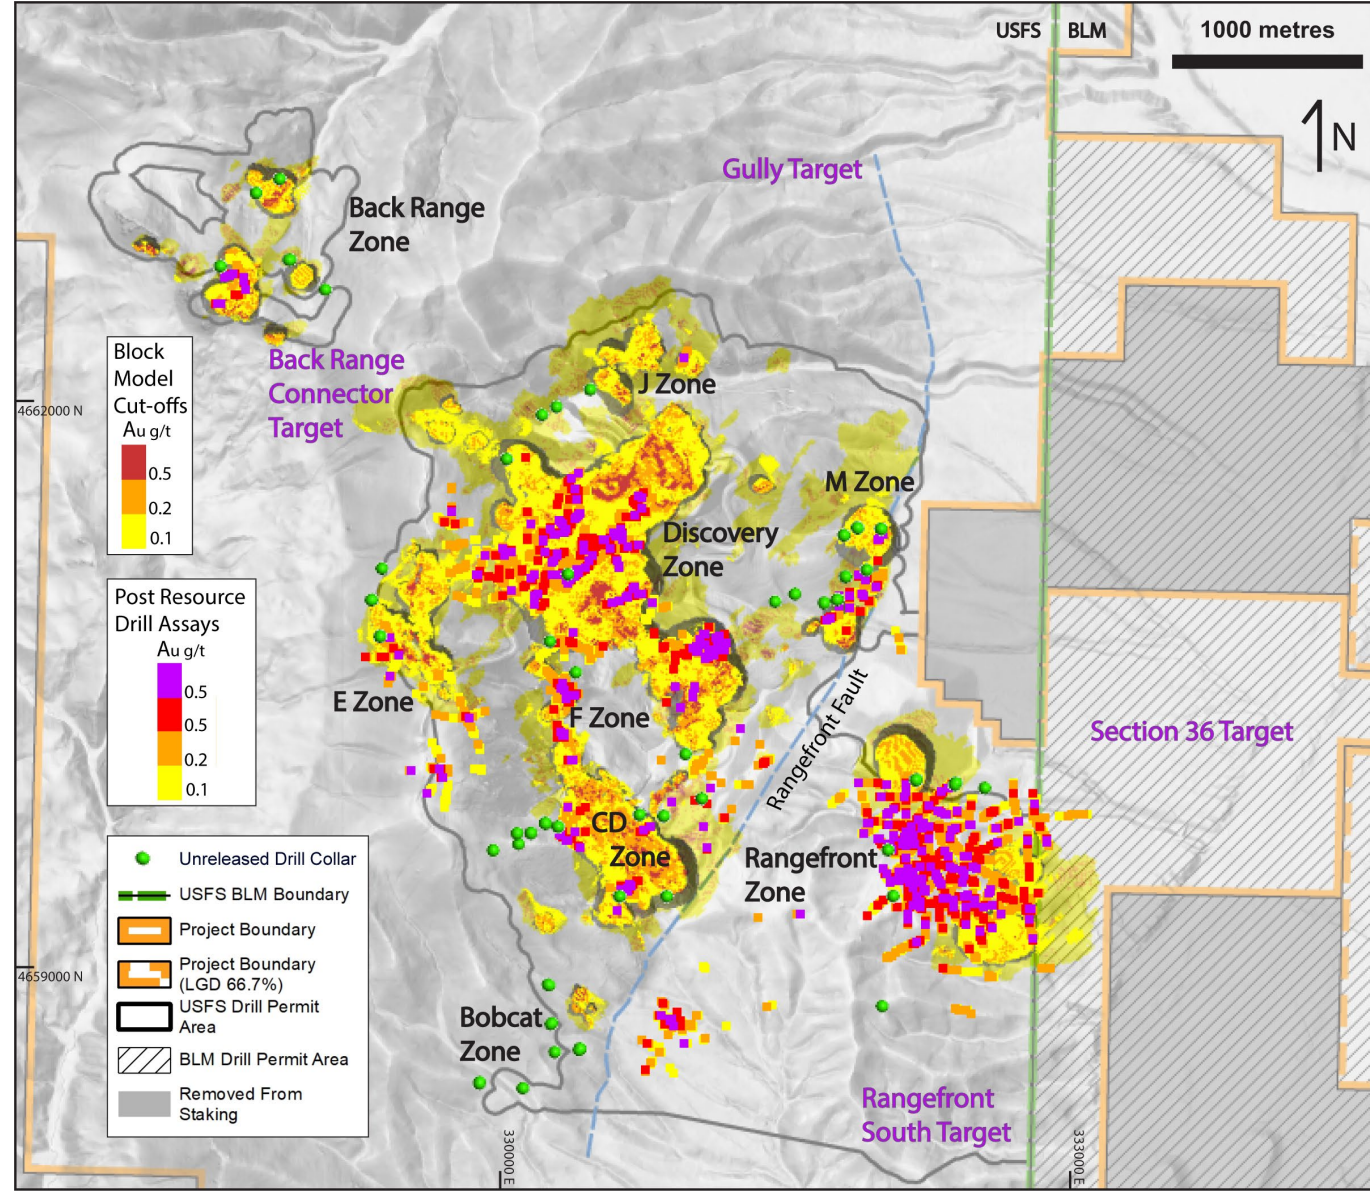 USFS
BLM
1000 metres
N
Gully Target
Back Range
Zone
Back Range
Connector
Target
Block
Model
Cut-offs
Au g/t
0.5
0.2
0.1
4662000 N
J Zone
M Zone
Discovery
Zone
Post Resource
Drill Assays
Au g/t
0.5
0.5
0.2
0.1
E Zone
F Zone
Rangefront Fault
Section 36 Target
CD
Zone
Rangefront
Zone
Unreleased Drill Collar
USFS BLM Boundary
Project Boundary
Project Boundary
(LGD 66.7%)
USFS Drill Permit
Area
BLM Drill Permit Area
Removed From
Staking
4659000 N
Bobcat
Zone
Rangefront
South Target
330000 E
333000 E